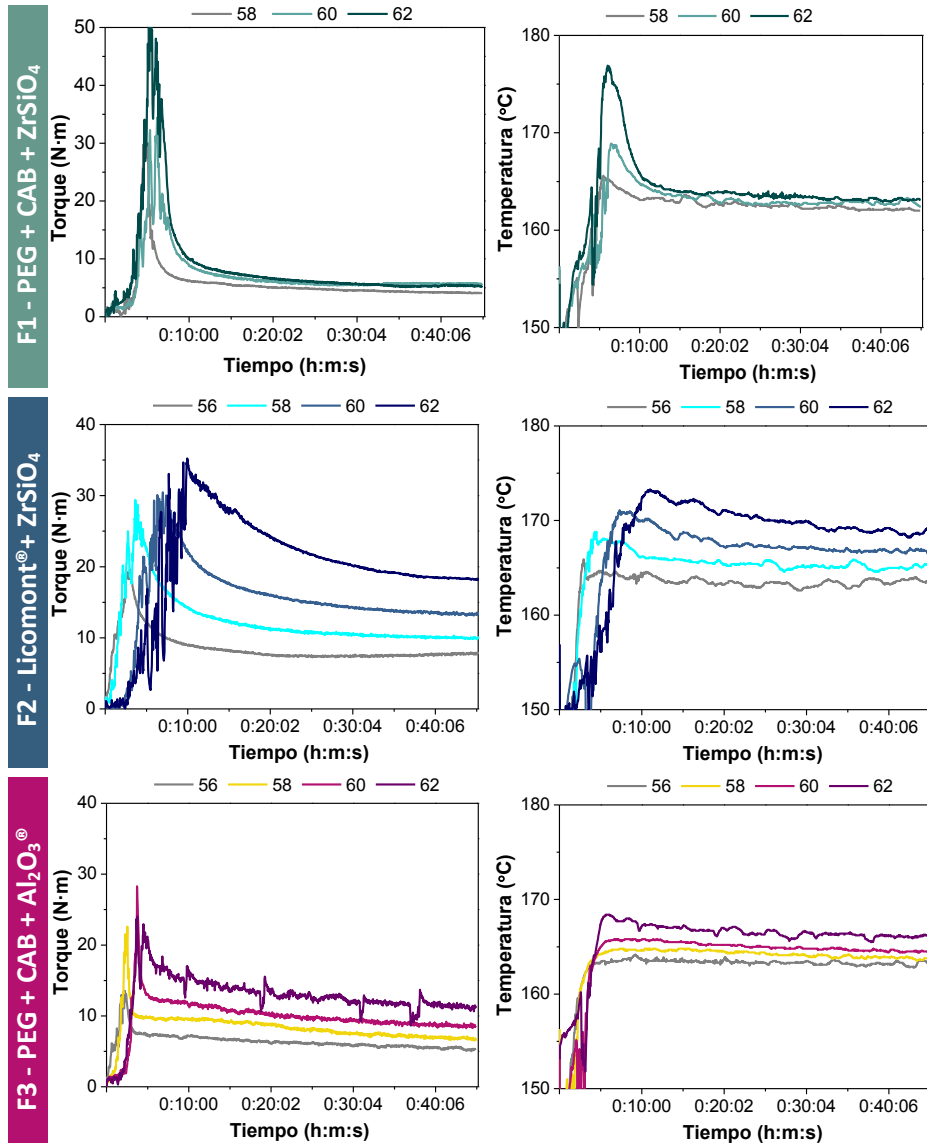 F1 - PEG + CAB + ZrSiO₄
58 60 62
50
40
30
20
10
0
Torque (N·m)
0:10:00 0:20:02 0:30:04 0:40:06
Tiempo (h:m:s)
58 60 62
180
170
160
150
Temperatura (°C)
0:10:00 0:20:02 0:30:04 0:40:06
Tiempo (h:m:s)
F2 - Licomont®+ ZrSiO₄
56 58 60 62
40
30
20
10
0
Torque (N·m)
0:10:00 0:20:02 0:30:04 0:40:06
Tiempo (h:m:s)
56 58 60 62
180
170
160
150
Temperatura (°C)
0:10:00 0:20:02 0:30:04 0:40:06
Tiempo (h:m:s)
F3 - PEG + CAB + Al₂O₃®
56 58 60 62
40
30
20
10
0
Torque (N·m)
0:10:00 0:20:02 0:30:04 0:40:06
Tiempo (h:m:s)
56 58 60 62
180
170
160
150
Temperatura (°C)
0:10:00 0:20:02 0:30:04 0:40:06
Tiempo (h:m:s)